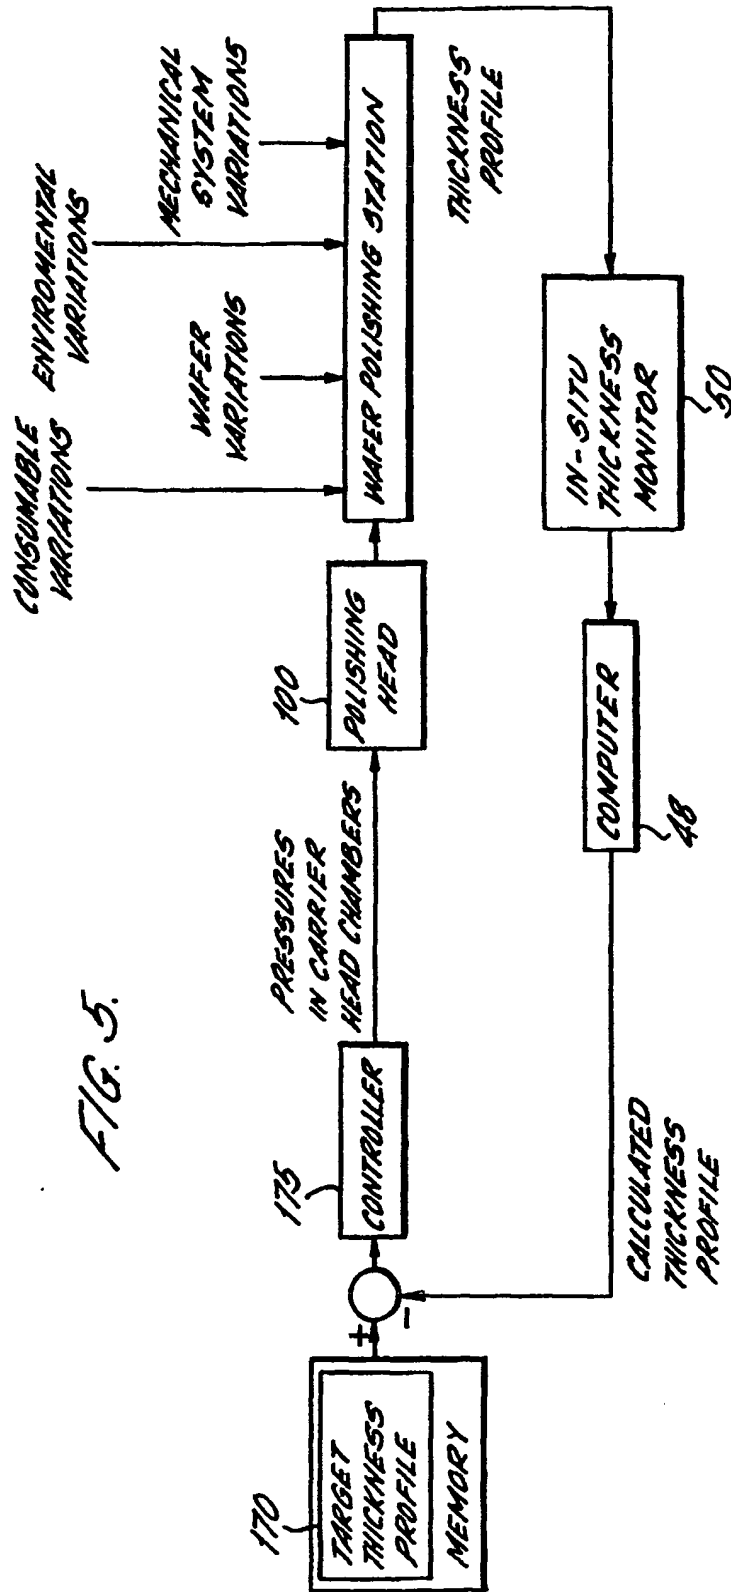 FIG. 5.
170
TARGET
THICKNESS
PROFILE
MEMORY
+
-
175
CONTROLLER
PRESSURES
IN CARRIER
HEAD CHAMBERS
100
POLISHING
HEAD
CONSUMABLE
VARIATIONS
WAFER
VARIATIONS
ENVIROMENTAL
VARIATIONS
MECHANICAL
SYSTEM
VARIATIONS
WAFER POLISHING STATION
THICKNESS
PROFILE
IN-SITU
THICKNESS
MONITOR
50
COMPUTER
48
CALCULATED
THICKNESS
PROFILE